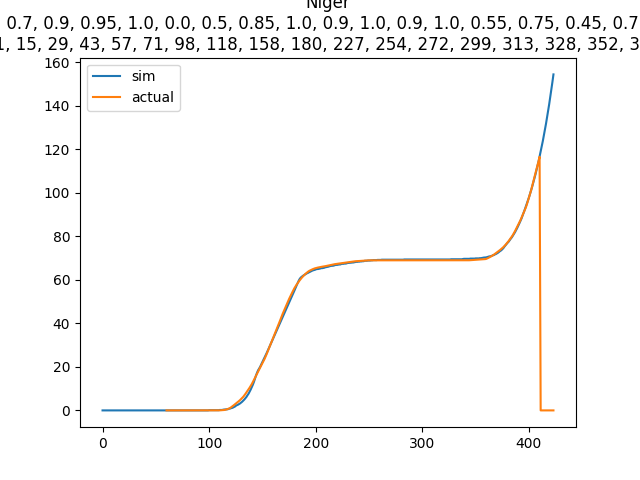 Niger
0.7, 0.9, 0.95, 1.0, 0.0, 0.5, 0.85, 1.0, 0.9, 1.0, 0.9, 1.0, 0.55, 0.75, 0.45, 0.7
15, 29, 43, 57, 71, 98, 118, 158, 180, 227, 254, 272, 299, 313, 328, 352, 3
160
sim
actual
140
120
100
80
60
40
20
0
0 100 200 300 400